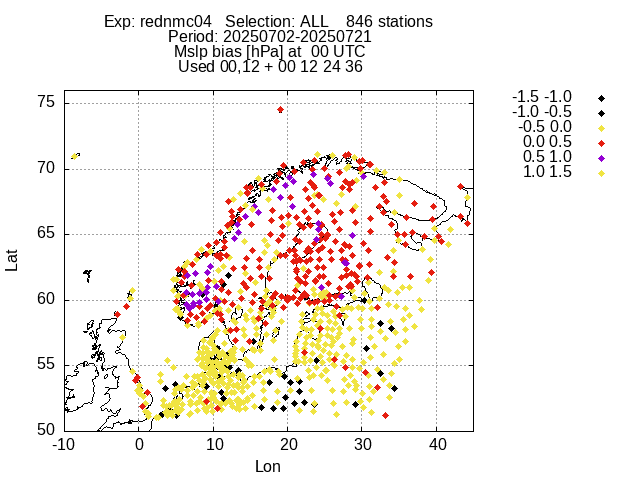 Exp: rednmc04   Selection: ALL    846 stations
Period: 20250702-20250721
Mslp bias [hPa] at  00 UTC
Used 00,12 + 00 12 24 36
-1.5 -1.0
-1.0 -0.5
-0.5 0.0
0.0 0.5
0.5 1.0
1.0 1.5
75
70
65
60
55
50
Lat
-10 0 10 20 30 40
Lon